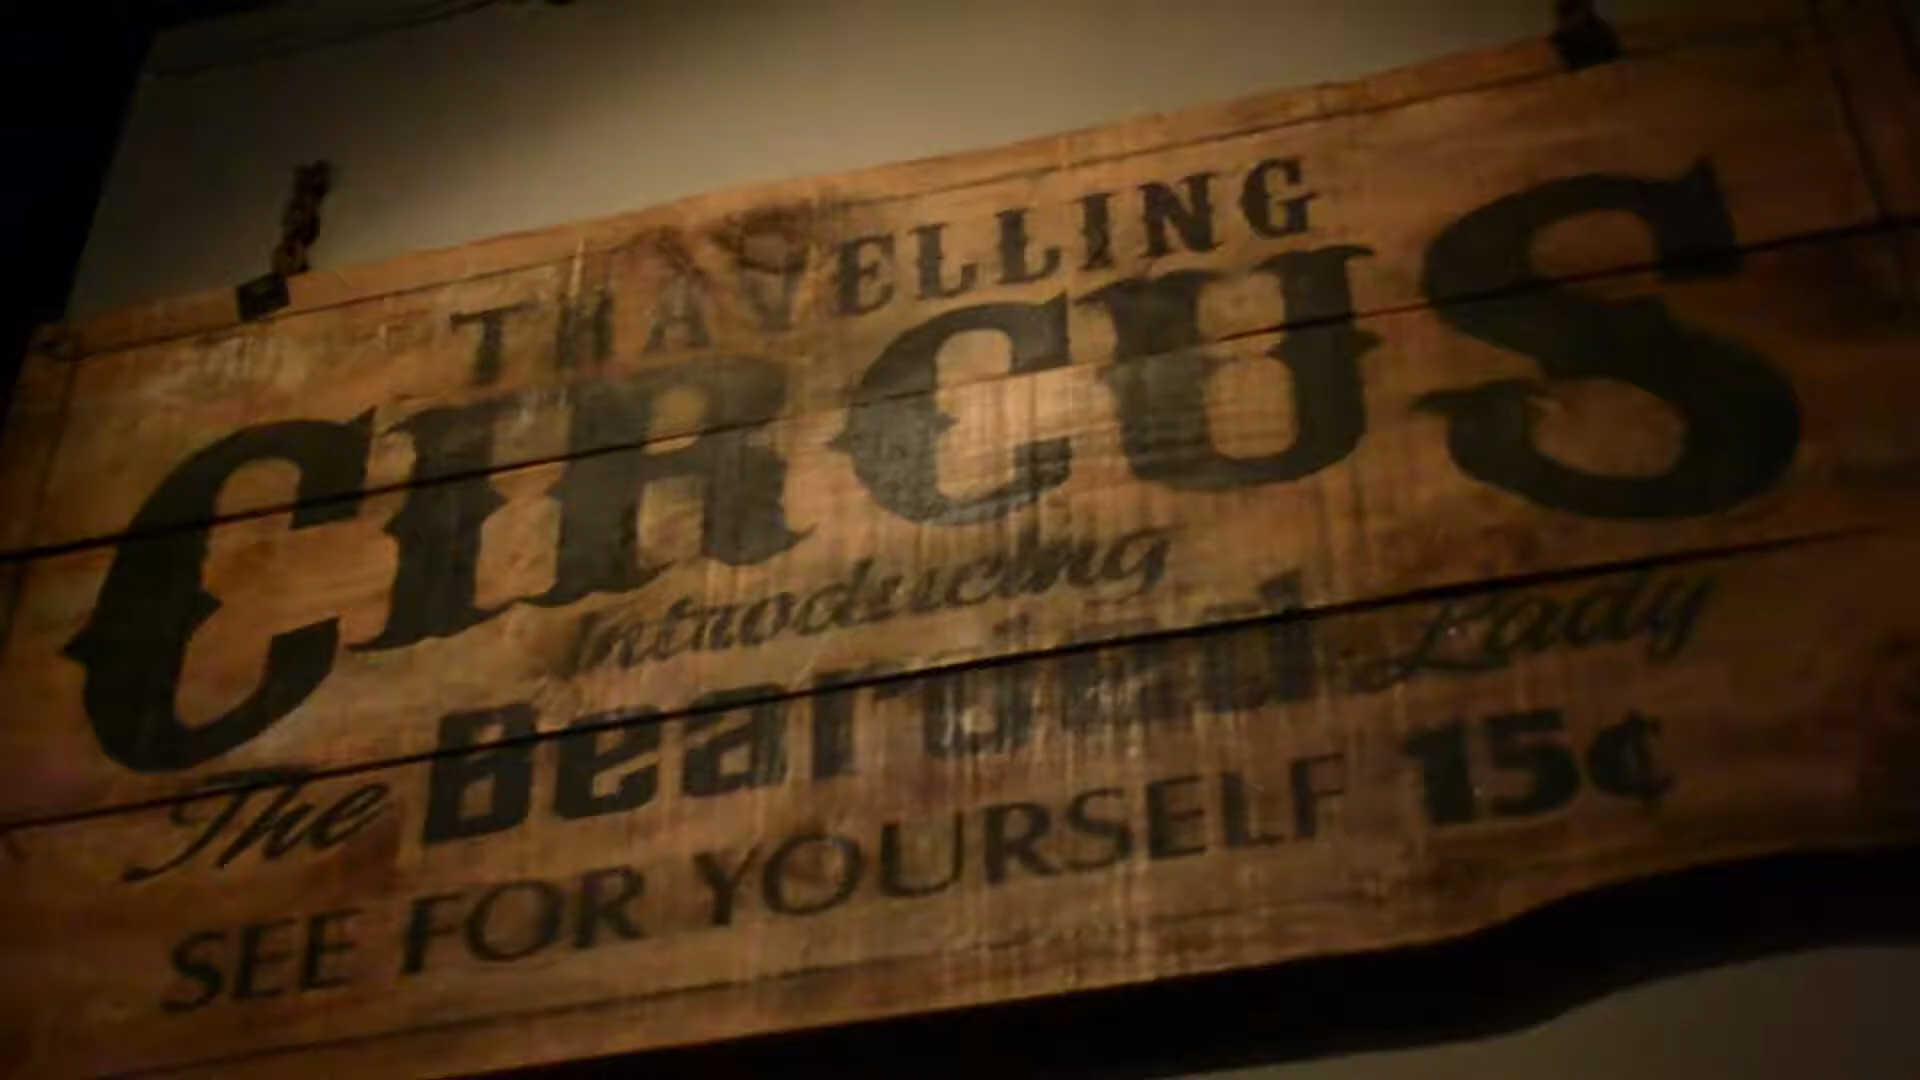 TRAVELLING
CIRCUS
Introducing
The Bearded Lady
SEE FOR YOURSELF 15¢